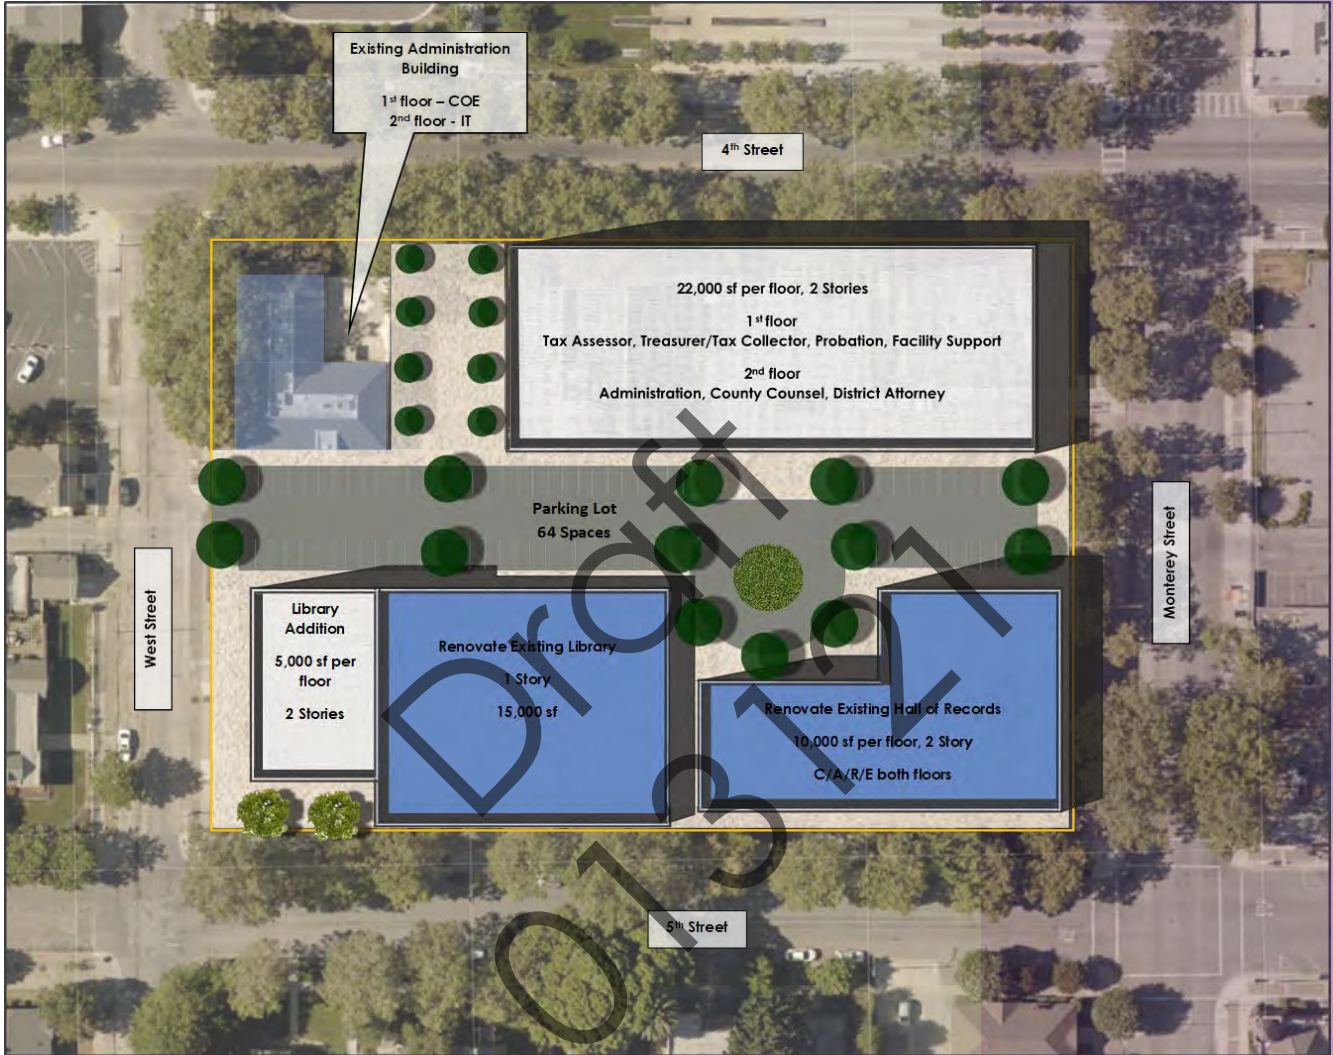 Existing Administration
Building
1st floor – COE
2nd floor - IT
4th Street
22,000 sf per floor, 2 Stories
1st floor
Tax Assessor, Treasurer/Tax Collector, Probation, Facility Support
2nd floor
Administration, County Counsel, District Attorney
Parking Lot
64 Spaces
West Street
Monterey Street
Library
Addition
5,000 sf per
floor
2 Stories
Renovate Existing Library
1 Story
15,000 sf
Renovate Existing Hall of Records
10,000 sf per floor, 2 Story
C/A/R/E both floors
5th Street
Draft
013121